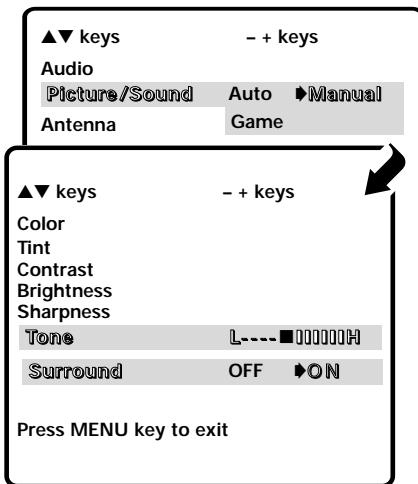 ▲▼ keys – + keys
Audio
Picture/Sound Auto ➧Manual
Antenna Game
▲▼ keys – + keys
Color
Tint
Contrast
Brightness
Sharpness
Tone L----■IIIIIIH
Surround OFF ➧ON
Press MENU key to exit